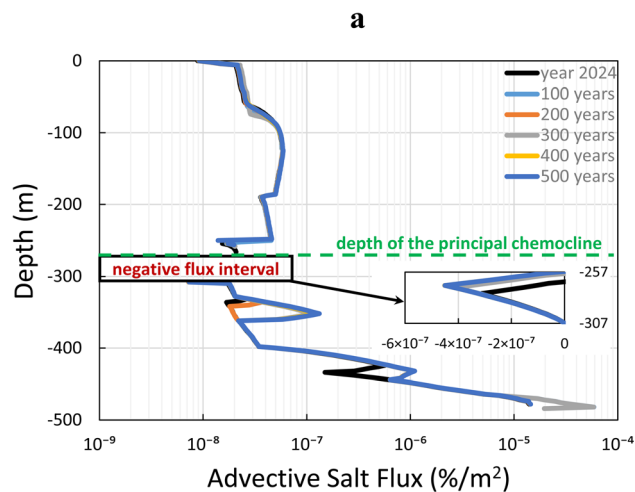 a
0
-100
-200
-300
-400
-500
Depth (m)
year 2024
100 years
200 years
300 years
400 years
500 years
depth of the principal chemocline
negative flux interval
-257
-307
-6×10⁻⁷ -4×10⁻⁷ -2×10⁻⁷ 0
10⁻⁹ 10⁻⁸ 10⁻⁷ 10⁻⁶ 10⁻⁵ 10⁻⁴
Advective Salt Flux (%/m²)